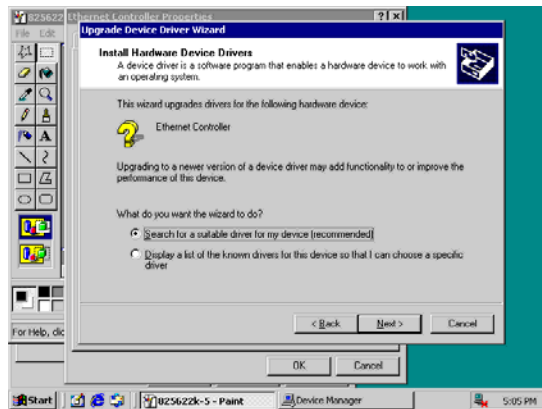 825622
Ethernet Controller Properties
File Edit
Upgrade Device Driver Wizard
Install Hardware Device Drivers
A device driver is a software program that enables a hardware device to work with
an operating system.
This wizard upgrades drivers for the following hardware device:
Ethernet Controller
Upgrading to a newer version of a device driver may add functionality to or improve the
performance of this device.
What do you want the wizard to do?
Search for a suitable driver for my device (recommended)
Display a list of the known drivers for this device so that I can choose a specific
driver
< Back
Next >
Cancel
For Help, clic
OK
Cancel
Start
825622k-5 - Paint
Device Manager
5:05 PM